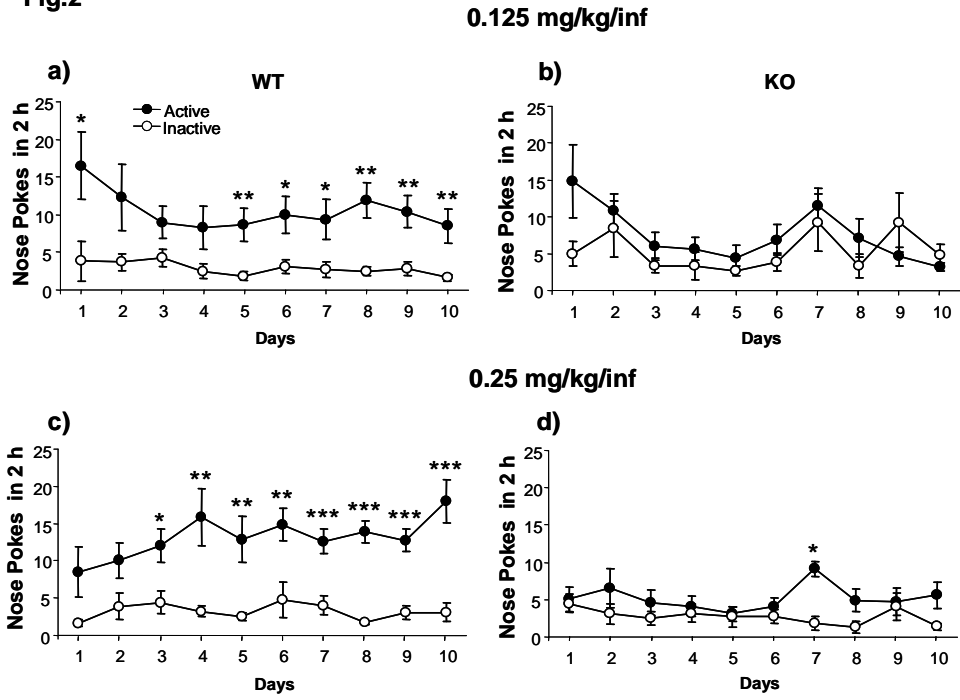 Fig.2
0.125 mg/kg/inf
a)
WT
Nose Pokes in 2 h
25
20
15
10
5
0
Active
Inactive
*
**
*
*
**
**
**
1 2 3 4 5 6 7 8 9 10
Days
b)
KO
Nose Pokes in 2 h
25
20
15
10
5
0
1 2 3 4 5 6 7 8 9 10
Days
0.25 mg/kg/inf
c)
Nose Pokes in 2 h
25
20
15
10
5
0
*
**
**
**
***
***
***
***
1 2 3 4 5 6 7 8 9 10
Days
d)
Nose Pokes in 2 h
25
20
15
10
5
0
*
1 2 3 4 5 6 7 8 9 10
Days